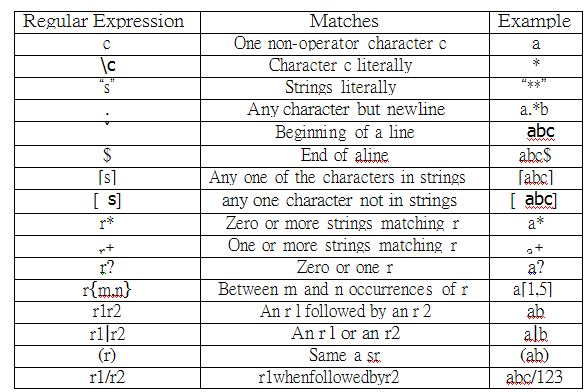 Regular Expression Matches Example
c One non-operator character c a
\c Character c literally *
"s" Strings literally "**"
. Any character but newline a.*b
ˇ Beginning of a line abc
$ End of aline abc$
[s] Any one of the characters in strings [abc]
[ s] any one character not in strings [ abc]
r* Zero or more strings matching r a*
r+ One or more strings matching r a+
r? Zero or one r a?
r{m,n} Between m and n occurrences of r a[1,5]
r1r2 An r 1 followed by an r 2 ab
r1|r2 An r 1 or an r2 a|b
(r) Same a sr (ab)
r1/r2 r1whenfollowedbyr2 abc/123